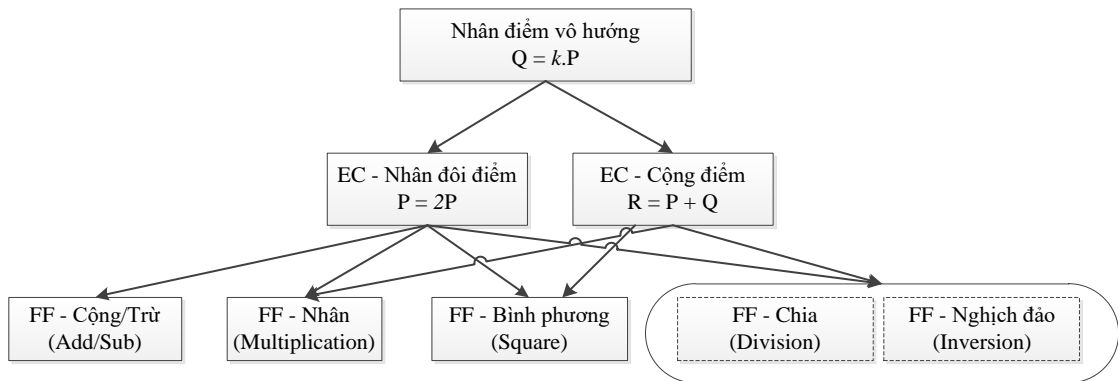 Nhân điểm vô hướng
Q = k.P
EC - Nhân đôi điểm
P = 2P
EC - Cộng điểm
R = P + Q
FF - Cộng/Trừ
(Add/Sub)
FF - Nhân
(Multiplication)
FF - Bình phương
(Square)
FF - Chia
(Division)
FF - Nghịch đảo
(Inversion)